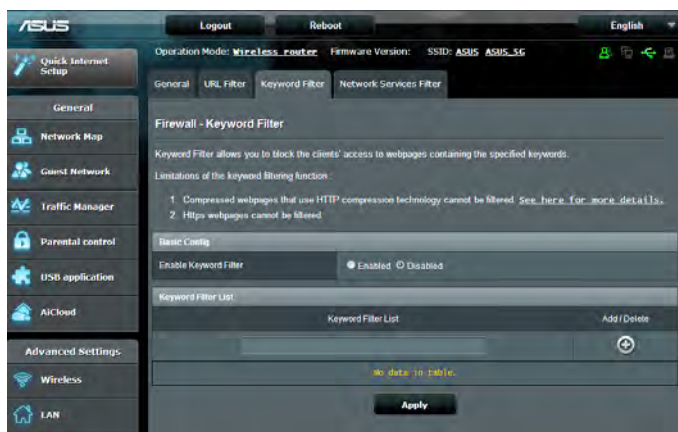 ASUS
Logout
Reboot
English
Quick Internet Setup
Operation Mode: Wireless router Firmware Version: SSID: ASUS ASUS_5G
General
URL Filter
Keyword Filter
Network Services Filter
General
Network Map
Guest Network
Traffic Manager
Parental control
USB application
AiCloud
Advanced Settings
Wireless
LAN
Firewall - Keyword Filter
Keyword Filter allows you to block the clients' access to webpages containing the specified keywords.
Limitations of the keyword filtering function :
1. Compressed webpages that use HTTP compression technology cannot be filtered. See here for more details.
2. Https webpages cannot be filtered.
Basic Config
Enable Keyword Filter
Enabled Disabled
Keyword Filter List
Keyword Filter List
Add / Delete
No data in table.
Apply